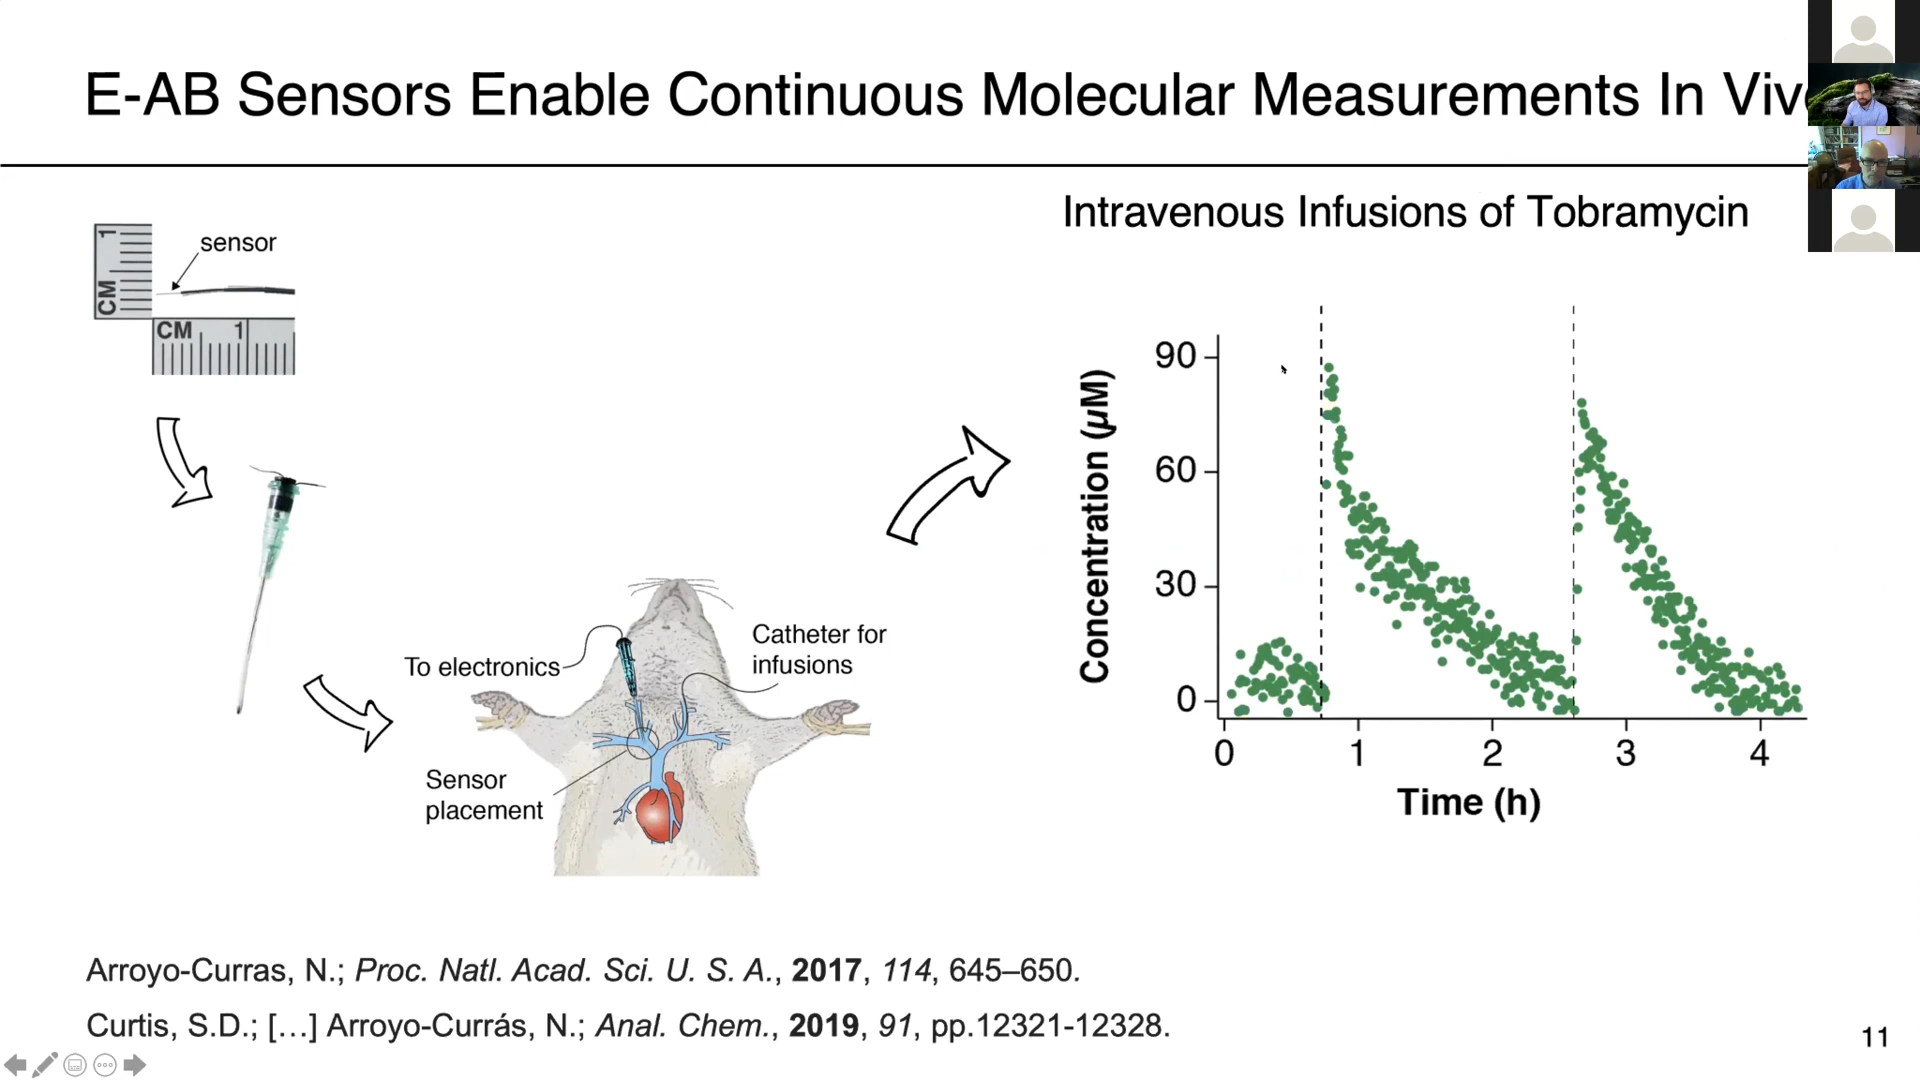 E-AB Sensors Enable Continuous Molecular Measurements In Vivo
Intravenous Infusions of Tobramycin
sensor
1
CM
CM 1
To electronics
Catheter for
infusions
Sensor
placement
Concentration (µM)
90
60
30
0
0 1 2 3 4
Time (h)
Arroyo-Curras, N.; Proc. Natl. Acad. Sci. U. S. A., 2017, 114, 645–650.
Curtis, S.D.; […] Arroyo-Currás, N.; Anal. Chem., 2019, 91, pp.12321-12328.
11